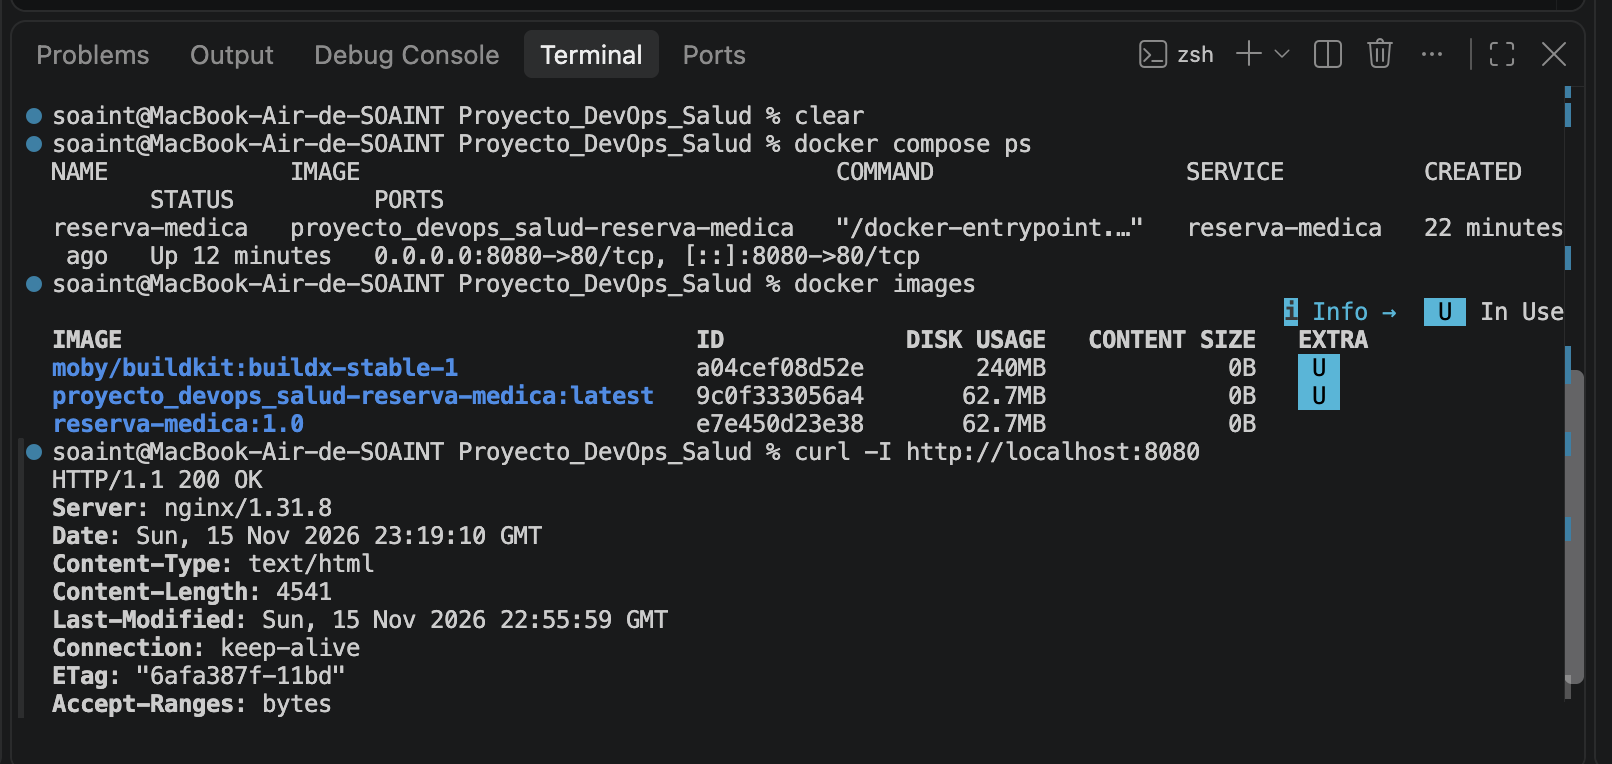 Problems Output Debug Console Terminal Ports zsh
soaint@MacBook-Air-de-SOAINT Proyecto_DevOps_Salud % clear
soaint@MacBook-Air-de-SOAINT Proyecto_DevOps_Salud % docker compose ps
NAME IMAGE COMMAND SERVICE CREATED
STATUS PORTS
reserva-medica proyecto_devops_salud-reserva-medica "/docker-entrypoint.…" reserva-medica 22 minutes
ago Up 12 minutes 0.0.0.0:8080->80/tcp, [::]:8080->80/tcp
soaint@MacBook-Air-de-SOAINT Proyecto_DevOps_Salud % docker images
i Info → U In Use
IMAGE ID DISK USAGE CONTENT SIZE EXTRA
moby/buildkit:buildx-stable-1 a04cef08d52e 240MB 0B U
proyecto_devops_salud-reserva-medica:latest 9c0f333056a4 62.7MB 0B U
reserva-medica:1.0 e7e450d23e38 62.7MB 0B
soaint@MacBook-Air-de-SOAINT Proyecto_DevOps_Salud % curl -I http://localhost:8080
HTTP/1.1 200 OK
Server: nginx/1.31.8
Date: Sun, 15 Nov 2026 23:19:10 GMT
Content-Type: text/html
Content-Length: 4541
Last-Modified: Sun, 15 Nov 2026 22:55:59 GMT
Connection: keep-alive
ETag: "6afa387f-11bd"
Accept-Ranges: bytes